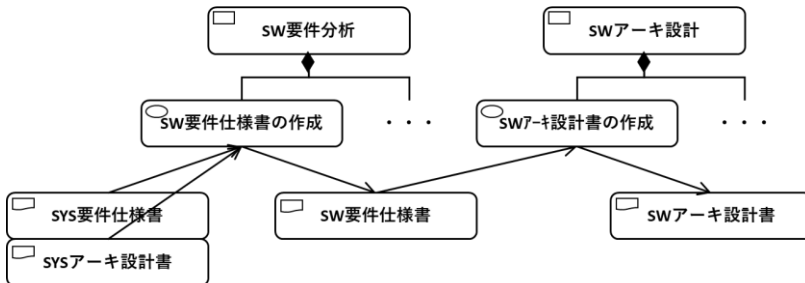 SW要件分析
SWアーキ設計
SW要件仕様書の作成
・・・
SWｱｰｷ設計書の作成
・・・
SYS要件仕様書
SW要件仕様書
SWアーキ設計書
SYSアーキ設計書